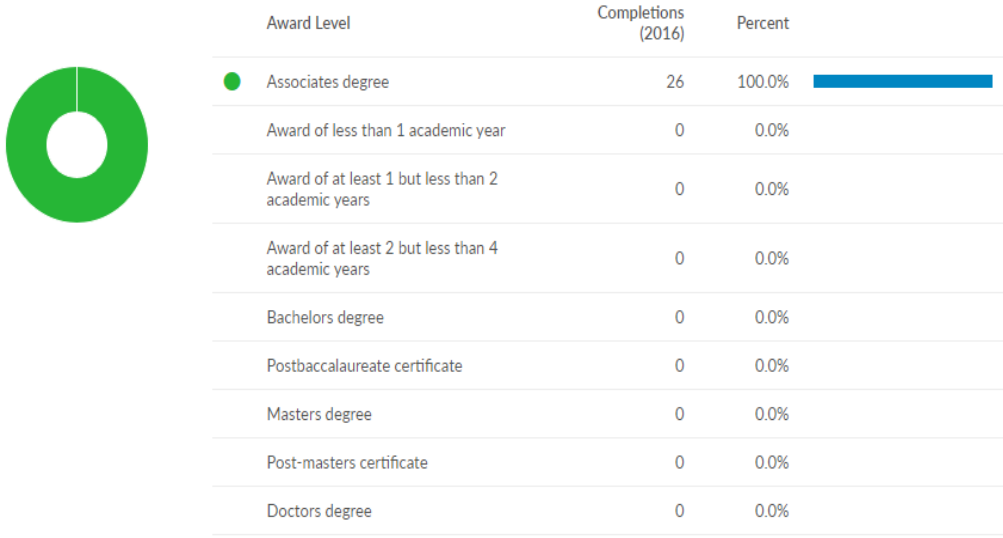 Award Level Completions (2016) Percent
Associates degree 26 100.0%
Award of less than 1 academic year 0 0.0%
Award of at least 1 but less than 2
academic years 0 0.0%
Award of at least 2 but less than 4
academic years 0 0.0%
Bachelors degree 0 0.0%
Postbaccalaureate certificate 0 0.0%
Masters degree 0 0.0%
Post-masters certificate 0 0.0%
Doctors degree 0 0.0%